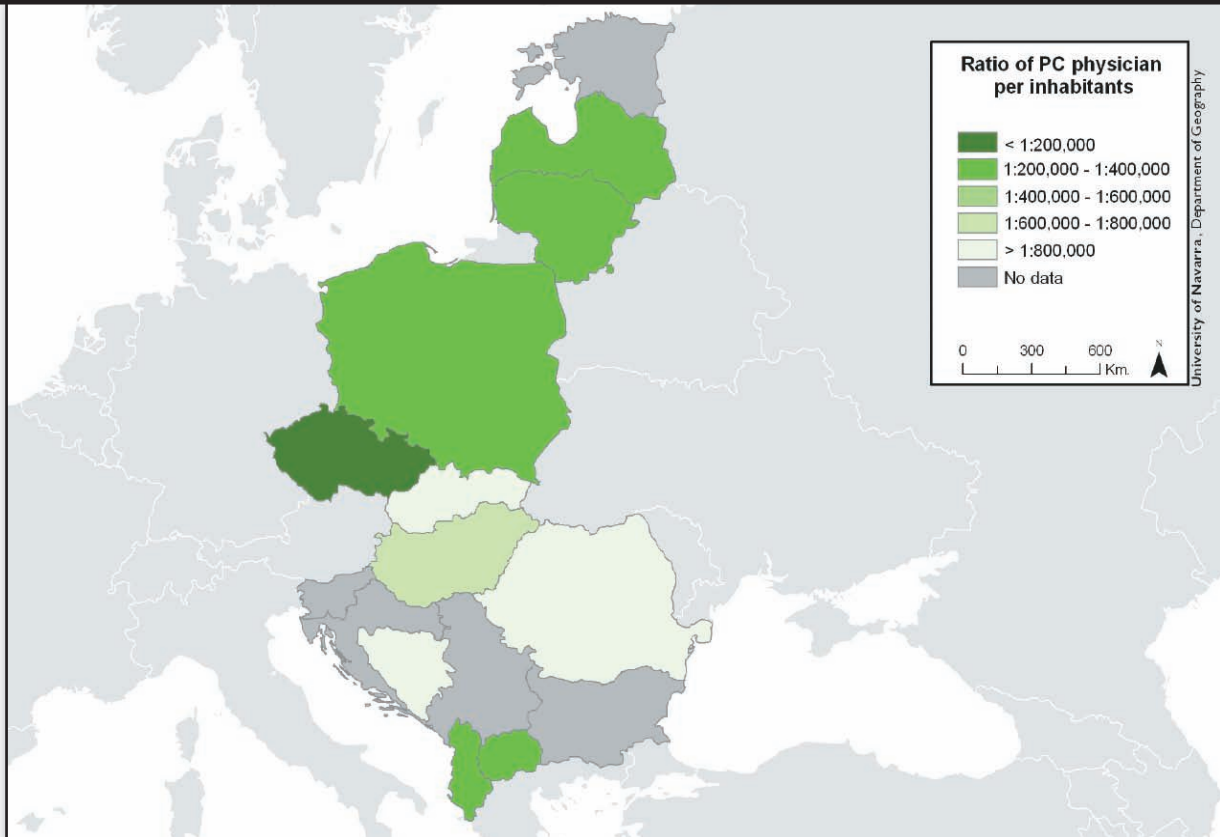 Ratio of PC physician
per inhabitants
< 1:200,000
1:200,000 - 1:400,000
1:400,000 - 1:600,000
1:600,000 - 1:800,000
> 1:800,000
No data
0 300 600
Km.
N
University of Navarra, Department of Geography